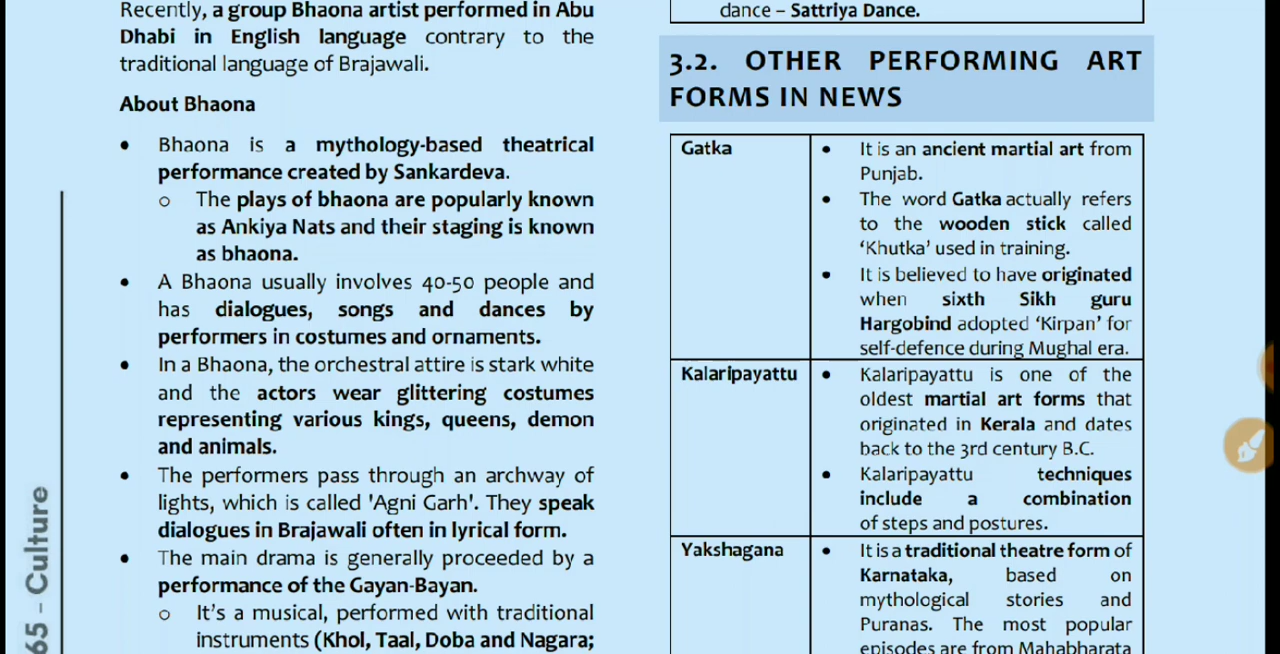 Recently, a group Bhaona artist performed in Abu
Dhabi in English language contrary to the
traditional language of Brajawali.
About Bhaona
• Bhaona is a mythology-based theatrical
performance created by Sankardeva.
o The plays of bhaona are popularly known
as Ankiya Nats and their staging is known
as bhaona.
• A Bhaona usually involves 40-50 people and
has dialogues, songs and dances by
performers in costumes and ornaments.
• In a Bhaona, the orchestral attire is stark white
and the actors wear glittering costumes
representing various kings, queens, demon
and animals.
• The performers pass through an archway of
lights, which is called 'Agni Garh'. They speak
dialogues in Brajawali often in lyrical form.
• The main drama is generally proceeded by a
performance of the Gayan-Bayan.
o It's a musical, performed with traditional
instruments (Khol, Taal, Doba and Nagara;
65 – Culture
dance – Sattriya Dance.
3.2. OTHER PERFORMING ART
FORMS IN NEWS
Gatka
• It is an ancient martial art from
Punjab.
• The word Gatka actually refers
to the wooden stick called
‘Khutka’ used in training.
• It is believed to have originated
when sixth Sikh guru
Hargobind adopted ‘Kirpan’ for
self-defence during Mughal era.
Kalaripayattu
• Kalaripayattu is one of the
oldest martial art forms that
originated in Kerala and dates
back to the 3rd century B.C.
• Kalaripayattu techniques
include a combination
of steps and postures.
Yakshagana
• It is a traditional theatre form of
Karnataka, based on
mythological stories and
Puranas. The most popular
episodes are from Mahabharata